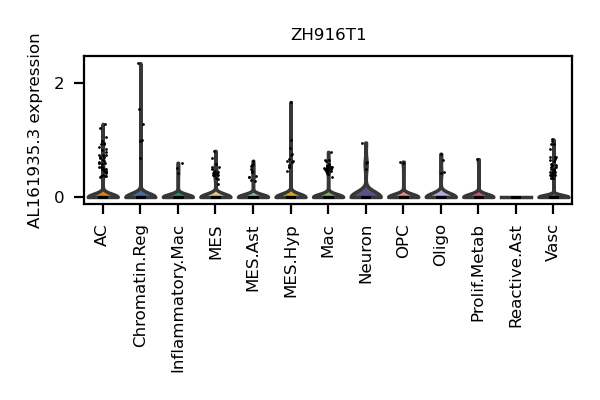 ZH916T1
AL161935.3 expression
2
0
AC
Chromatin.Reg
Inflammatory.Mac
MES
MES.Ast
MES.Hyp
Mac
Neuron
OPC
Oligo
Prolif.Metab
Reactive.Ast
Vasc